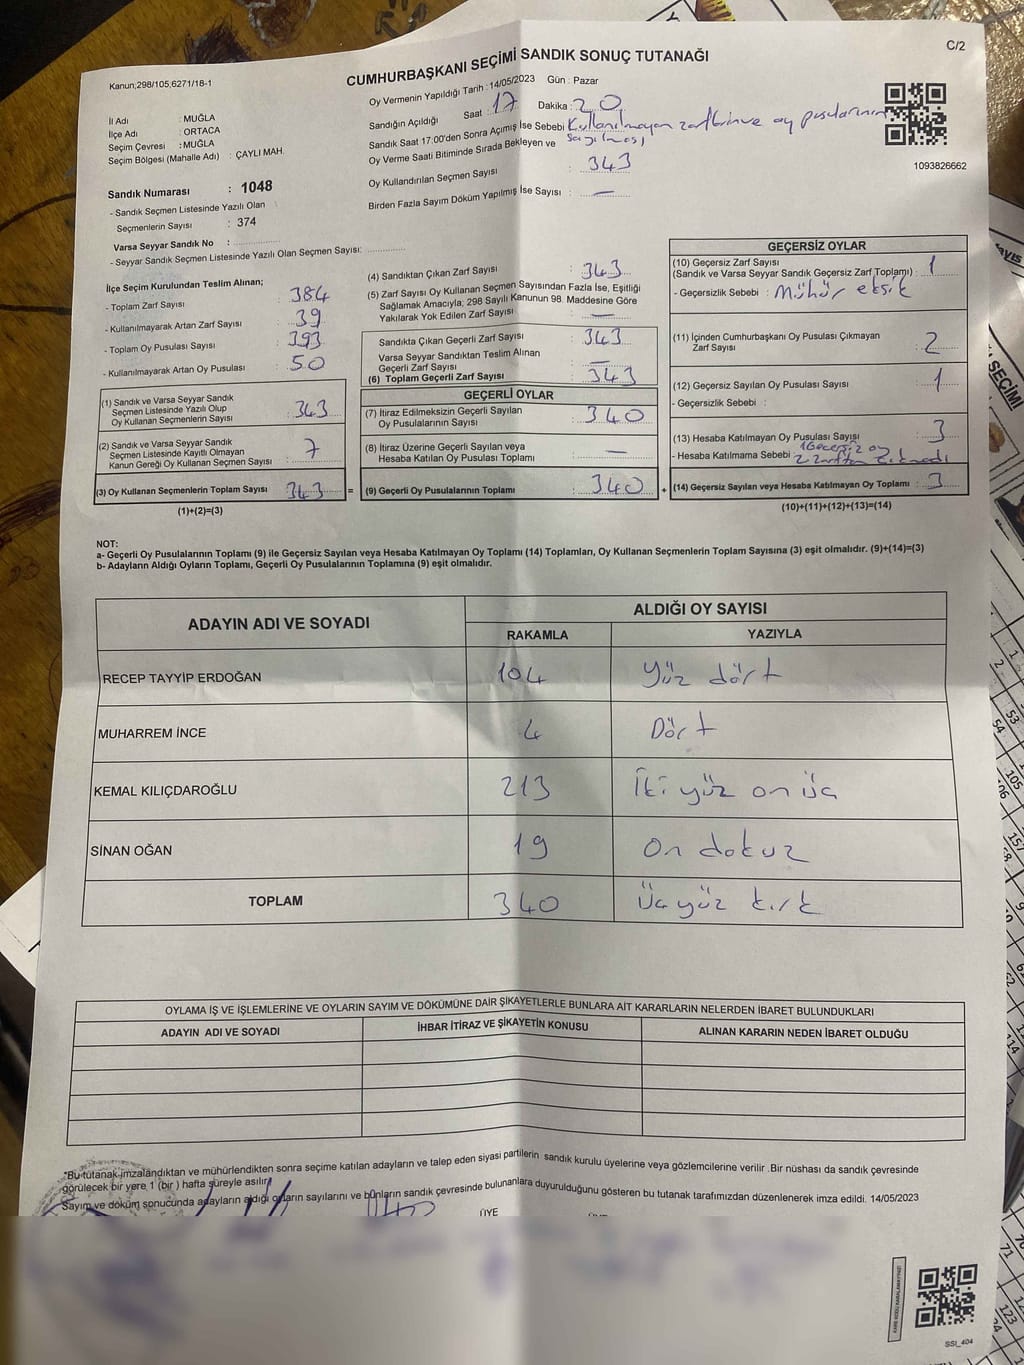 C/2
Kanun;298/105;6271/18-1
CUMHURBAŞKANI SEÇİMİ SANDIK SONUÇ TUTANAĞI
1093826662
İl Adı : MUĞLA
İlçe Adı : ORTACA
Seçim Çevresi : MUĞLA
Seçim Bölgesi (Mahalle Adı) : ÇAYLI MAH.
Sandık Numarası : 1048
- Sandık Seçmen Listesinde Yazılı Olan
Seçmenlerin Sayısı : 374
Varsa Seyyar Sandık No :
- Seyyar Sandık Seçmen Listesinde Yazılı Olan Seçmen Sayısı:
Oy Vermenin Yapıldığı Tarih : 14/05/2023 Gün : Pazar
Sandığın Açıldığı Saat : 17 Dakika : 20
Sandık Saat 17:00'den Sonra Açımış İse Sebebi : Kullanılmayan zarfların ve oy pusularının
sayılması
Oy Verme Saati Bitiminde Sırada Bekleyen ve
Oy Kullandırılan Seçmen Sayısı : 343
Birden Fazla Sayım Döküm Yapılmış İse Sayısı : —
İlçe Seçim Kurulundan Teslim Alınan;
- Toplam Zarf Sayısı : 384
- Kullanılmayarak Artan Zarf Sayısı : 39
- Toplam Oy Pusulası Sayısı : 393
- Kullanılmayarak Artan Oy Pusulası : 50
(1) Sandık ve Varsa Seyyar Sandık
Seçmen Listesinde Yazılı Olup
Oy Kullanan Seçmenlerin Sayısı : 343
(2) Sandık ve Varsa Seyyar Sandık
Seçmen Listesinde Kayıtlı Olmayan
Kanun Gereği Oy Kullanan Seçmen Sayısı : 7
(3) Oy Kullanan Seçmenlerin Toplam Sayısı : 343 =
(1)+(2)=(3)
(4) Sandıktan Çıkan Zarf Sayısı : 343
(5) Zarf Sayısı Oy Kullanan Seçmen Sayısından Fazla İse, Eşitliği
Sağlamak Amacıyla; 298 Sayılı Kanunun 98. Maddesine Göre
Yakılarak Yok Edilen Zarf Sayısı : —
Sandıkta Çıkan Geçerli Zarf Sayısı : 343
Varsa Seyyar Sandıktan Teslim Alınan
Geçerli Zarf Sayısı : —
(6) Toplam Geçerli Zarf Sayısı : 343
GEÇERLİ OYLAR
(7) İtiraz Edilmeksizin Geçerli Sayılan
Oy Pusulalarının Sayısı : 340
(8) İtiraz Üzerine Geçerli Sayılan veya
Hesaba Katılan Oy Pusulası Toplamı : —
(9) Geçerli Oy Pusulalarının Toplamı : 340 +
GEÇERSİZ OYLAR
(10) Geçersiz Zarf Sayısı
(Sandık ve Varsa Seyyar Sandık Geçersiz Zarf Toplamı) : 1
- Geçersizlik Sebebi : Mühür eksik
(11) İçinden Cumhurbaşkanı Oy Pusulası Çıkmayan
Zarf Sayısı : 2
(12) Geçersiz Sayılan Oy Pusulası Sayısı : 1
- Geçersizlik Sebebi :
(13) Hesaba Katılmayan Oy Pusulası Sayısı : 3
- Hesaba Katılmama Sebebi : 1 Geçersiz oy
2 zarftan çıkmadı
(14) Geçersiz Sayılan veya Hesaba Katılmayan Oy Toplamı : 3
(10)+(11)+(12)+(13)=(14)
NOT:
a- Geçerli Oy Pusulalarının Toplamı (9) ile Geçersiz Sayılan veya Hesaba Katılmayan Oy Toplamı (14) Toplamları, Oy Kullanan Seçmenlerin Toplam Sayısına (3) eşit olmalıdır. (9)+(14)=(3)
b- Adayların Aldığı Oyların Toplamı, Geçerli Oy Pusulalarının Toplamına (9) eşit olmalıdır.
ADAYIN ADI VE SOYADI ALDIĞI OY SAYISI
RAKAMLA YAZIYLA
RECEP TAYYİP ERDOĞAN 104 Yüz dört
MUHARREM İNCE 4 Dört
KEMAL KILIÇDAROĞLU 213 İki yüz on üç
SİNAN OĞAN 19 On dokuz
TOPLAM 340 Üç yüz kırk
OYLAMA İŞ VE İŞLEMLERİNE VE OYLARIN SAYIM VE DÖKÜMÜNE DAİR ŞİKAYETLERLE BUNLARA AİT KARARLARIN NELERDEN İBARET BULUNDUKLARI
ADAYIN ADI VE SOYADI İHBAR İTİRAZ VE ŞİKAYETİN KONUSU ALINAN KARARIN NEDEN İBARET OLDUĞU
"Bu tutanak imzalandıktan ve mühürlendikten sonra seçime katılan adayların ve talep eden siyasi partilerin sandık kurulu üyelerine veya gözlemcilerine verilir .Bir nüshası da sandık çevresinde
görülecek bir yere 1 (bir ) hafta süreyle asılır
Sayım ve döküm sonucunda adayların aldığı oyların sayılarını ve bunların sandık çevresinde bulunanlara duyurulduğunu gösteren bu tutanak tarafımızdan düzenlenerek imza edildi. 14/05/2023
ÜYE
SSI_404
SEÇİMİ